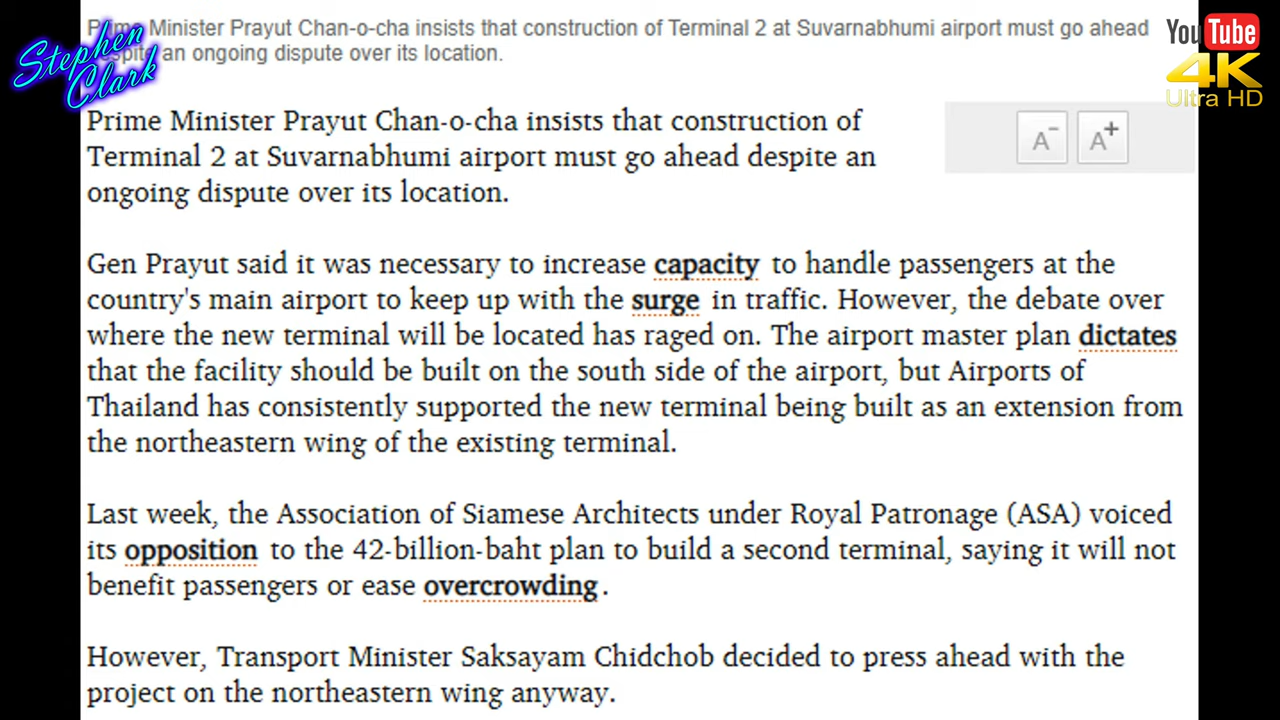 Prime Minister Prayut Chan-o-cha insists that construction of Terminal 2 at Suvarnabhumi airport must go ahead
despite an ongoing dispute over its location.
Stephen
Clark
YouTube
4K
Ultra HD
Prime Minister Prayut Chan-o-cha insists that construction of
Terminal 2 at Suvarnabhumi airport must go ahead despite an
ongoing dispute over its location.
A- A+
Gen Prayut said it was necessary to increase capacity to handle passengers at the
country's main airport to keep up with the surge in traffic. However, the debate over
where the new terminal will be located has raged on. The airport master plan dictates
that the facility should be built on the south side of the airport, but Airports of
Thailand has consistently supported the new terminal being built as an extension from
the northeastern wing of the existing terminal.
Last week, the Association of Siamese Architects under Royal Patronage (ASA) voiced
its opposition to the 42-billion-baht plan to build a second terminal, saying it will not
benefit passengers or ease overcrowding.
However, Transport Minister Saksayam Chidchob decided to press ahead with the
project on the northeastern wing anyway.